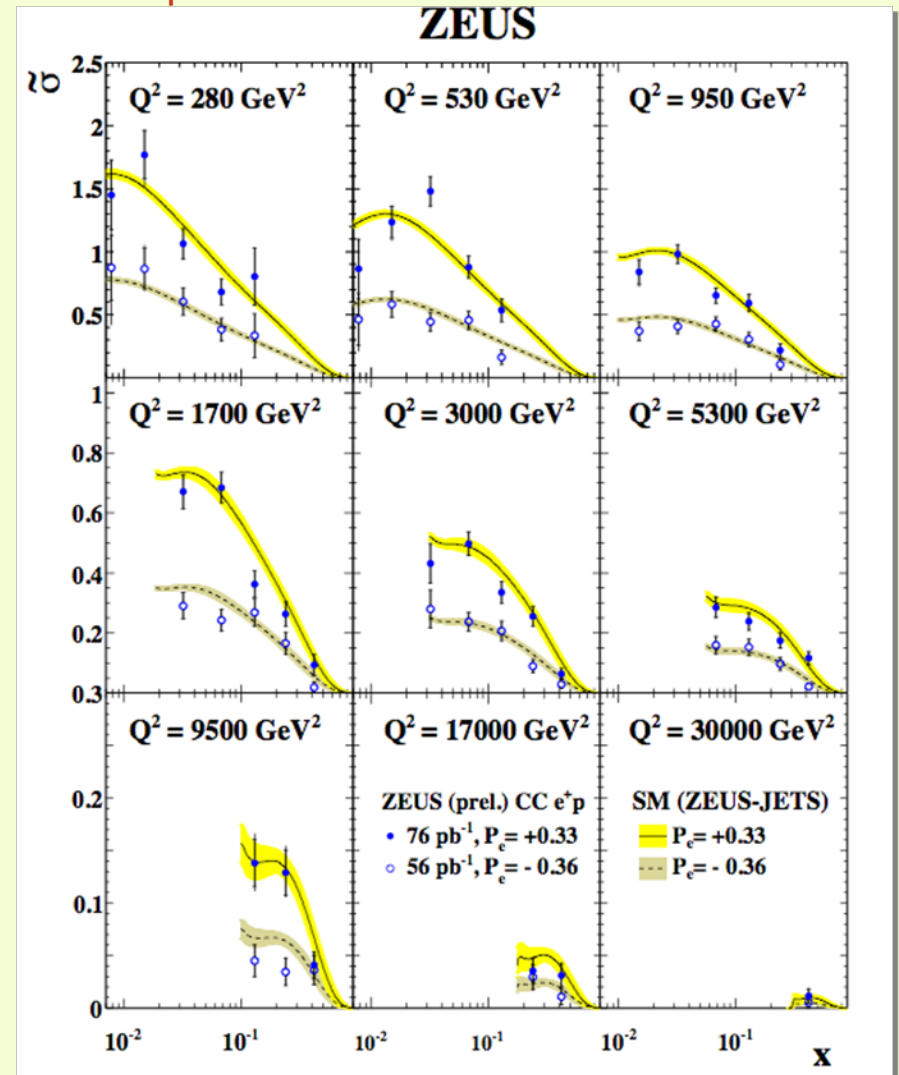 ZEUS
σ̃
Q² = 280 GeV²
Q² = 530 GeV²
Q² = 950 GeV²
2.5
2
1.5
1
0.5
Q² = 1700 GeV²
Q² = 3000 GeV²
Q² = 5300 GeV²
1
0.8
0.6
0.4
0.2
Q² = 9500 GeV²
Q² = 17000 GeV²
Q² = 30000 GeV²
0.3
0.2
0.1
0
ZEUS (prel.) CC e⁺p
76 pb⁻¹, Pₑ= +0.33
56 pb⁻¹, Pₑ= - 0.36
SM (ZEUS-JETS)
Pₑ= +0.33
Pₑ= - 0.36
10⁻² 10⁻¹ 10⁻² 10⁻¹ 10⁻² 10⁻¹
x